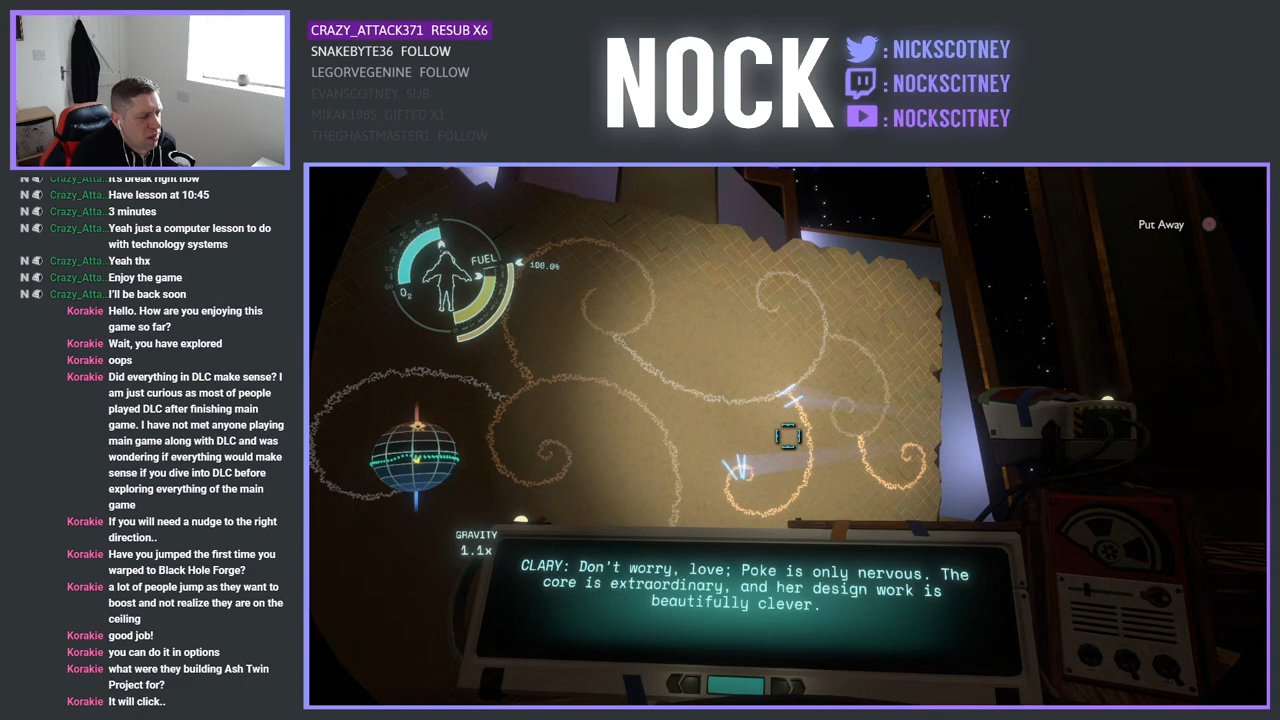 CRAZY_ATTACK371 RESUB X6
SNAKEBYTE36 FOLLOW
LEGORVEGENINE FOLLOW
EVANSCOTNEY: SUB
MIKAK1985 GIFTED X1
THEGHASTMASTER1 FOLLOW
NOCK
: NICKSCOTNEY
: NOCKSCITNEY
: NOCKSCITNEY
N Crazy_Atta.. It's break right now
N Crazy_Atta.. Have lesson at 10:45
N Crazy_Atta.. 3 minutes
N Crazy_Atta.. Yeah just a computer lesson to do
with technology systems
N Crazy_Atta.. Yeah thx
N Crazy_Atta.. Enjoy the game
N Crazy_Atta.. I'll be back soon
Korakie Hello. How are you enjoying this
game so far?
Korakie Wait, you have explored
Korakie oops
Korakie Did everything in DLC make sense? I
am just curious as most of people
played DLC after finishing main
game. I have not met anyone playing
main game along with DLC and was
wondering if everything would make
sense if you dive into DLC before
exploring everything of the main
game
Korakie If you will need a nudge to the right
direction..
Korakie Have you jumped the first time you
warped to Black Hole Forge?
Korakie a lot of people jump as they want to
boost and not realize they are on the
ceiling
Korakie good job!
Korakie you can do it in options
Korakie what were they building Ash Twin
Project for?
Korakie It will click..
Put Away
FUEL
100.0%
O2
GRAVITY
1.1x
CLARY: Don't worry, love; Poke is only nervous. The
core is extraordinary, and her design work is
beautifully clever.